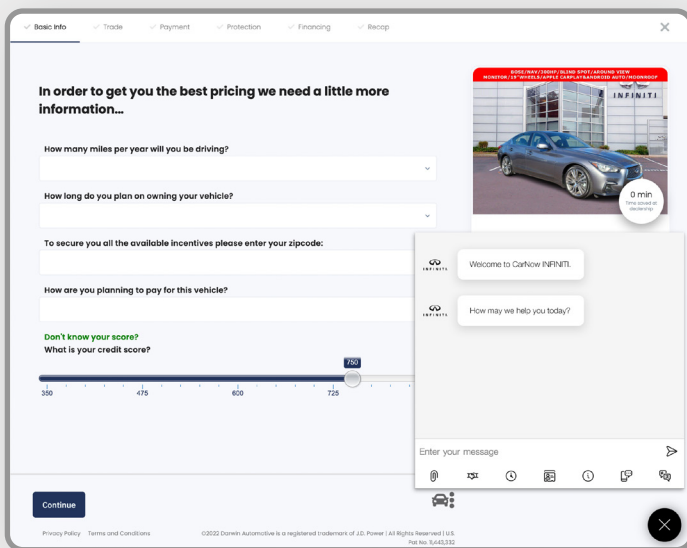 Basic Info
Trade
Payment
Protection
Financing
Recap
In order to get you the best pricing we need a little more
information...
How many miles per year will you be driving?
How long do you plan on owning your vehicle?
To secure you all the available incentives please enter your zipcode:
How are you planning to pay for this vehicle?
Don't know your score?
What is your credit score?
750
350
475
600
725
Continue
Privacy Policy
Terms and Conditions
©2022 Darwin Automotive is a registered trademark of J.D. Power | All Rights Reserved | U.S.
Pat. No. 11,443,332
BOSE/NAV/300HP/BLIND SPOT/AROUND VIEW
MONITOR/19"WHEELS/APPLE CARPLAY&ANDROID AUTO/MOONROOF
INFINITI
0 min
Time saved at
dealership
INFINITI
Welcome to CarNow INFINITI.
INFINITI
How may we help you today?
Enter your message